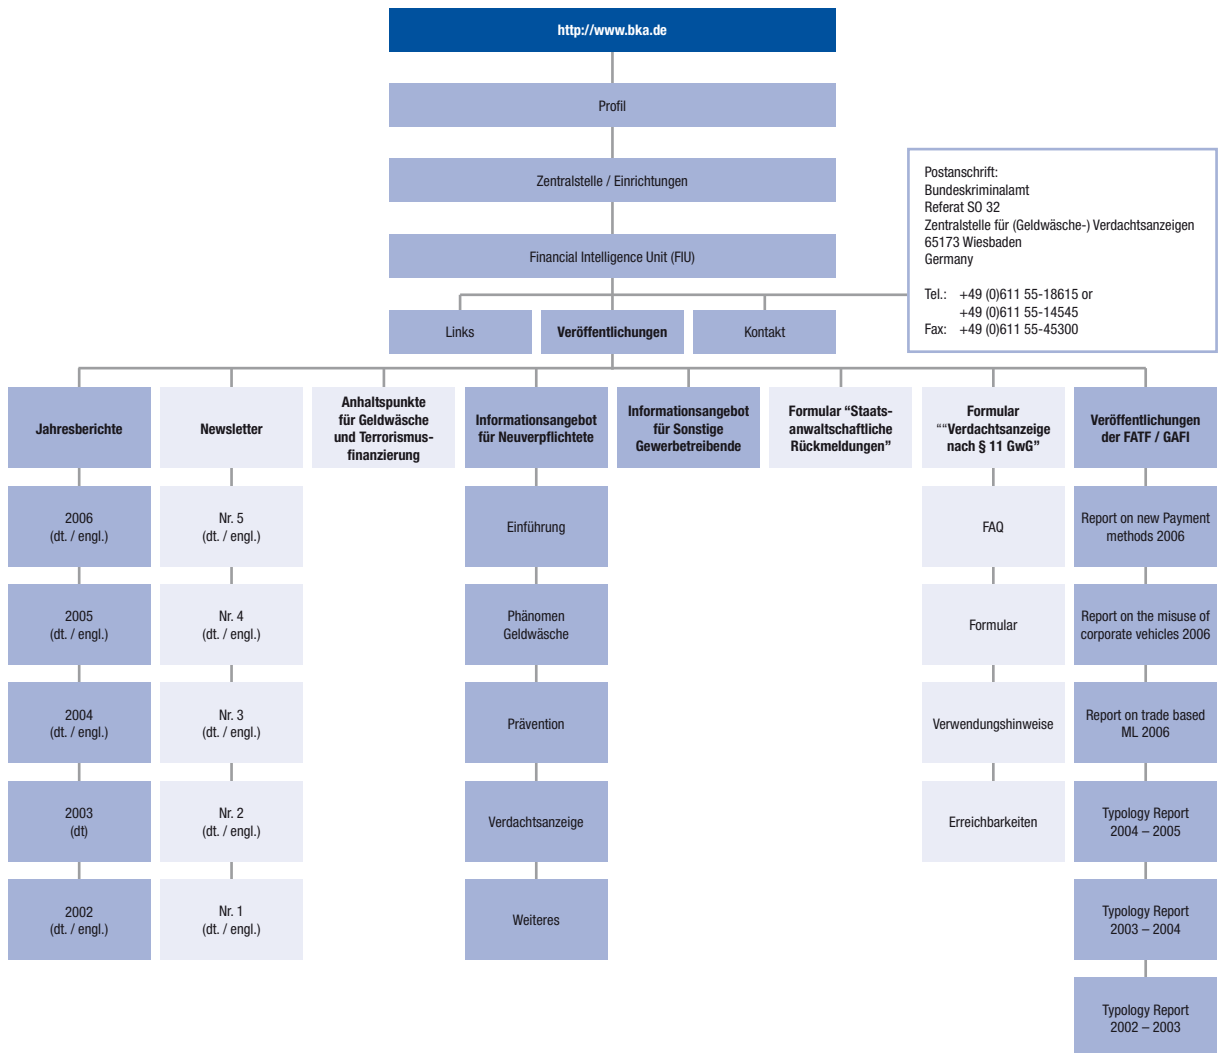 http://www.bka.de
Profil
Zentralstelle / Einrichtungen
Financial Intelligence Unit (FIU)
Postanschrift:
Bundeskriminalamt
Referat SO 32
Zentralstelle für (Geldwäsche-) Verdachtsanzeigen
65173 Wiesbaden
Germany
Tel.: +49 (0)611 55-18615 or
+49 (0)611 55-14545
Fax: +49 (0)611 55-45300
Links
Veröffentlichungen
Kontakt
Jahresberichte
2006
(dt. / engl.)
2005
(dt. / engl.)
2004
(dt. / engl.)
2003
(dt)
2002
(dt. / engl.)
Newsletter
Nr. 5
(dt. / engl.)
Nr. 4
(dt. / engl.)
Nr. 3
(dt. / engl.)
Nr. 2
(dt. / engl.)
Nr. 1
(dt. / engl.)
Anhaltspunkte
für Geldwäsche
und Terrorismus-
finanzierung
Informationsangebot
für Neuverpflichtete
Einführung
Phänomen
Geldwäsche
Prävention
Verdachtsanzeige
Weiteres
Informationsangebot
für Sonstige
Gewerbetreibende
Formular “Staats-
anwaltschaftliche
Rückmeldungen”
Formular
““Verdachtsanzeige
nach § 11 GwG”
FAQ
Formular
Verwendungshinweise
Erreichbarkeiten
Veröffentlichungen
der FATF / GAFI
Report on new Payment
methods 2006
Report on the misuse of
corporate vehicles 2006
Report on trade based
ML 2006
Typology Report
2004 – 2005
Typology Report
2003 – 2004
Typology Report
2002 – 2003